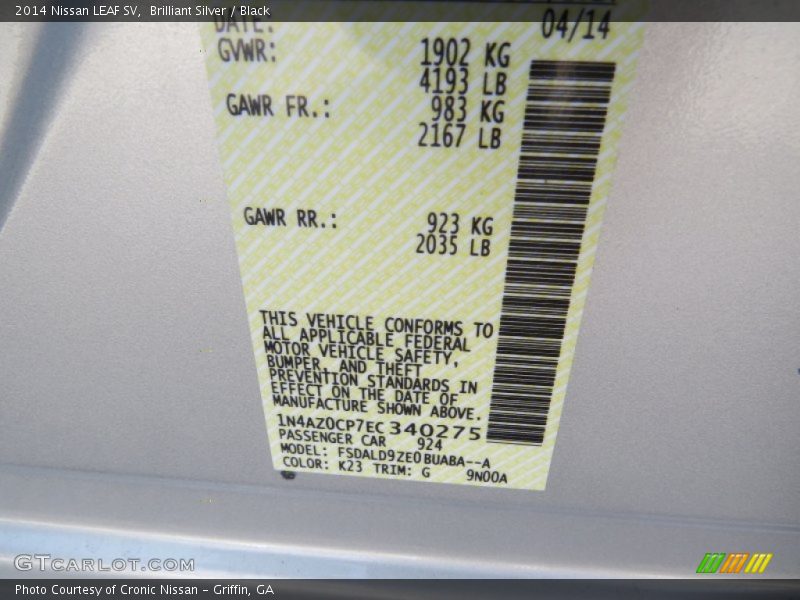 2014 Nissan LEAF SV,  Brilliant Silver / Black
DATE: 04/14
GVWR: 1902 KG
4193 LB
GAWR FR.: 983 KG
2167 LB
GAWR RR.: 923 KG
2035 LB
THIS VEHICLE CONFORMS TO
ALL APPLICABLE FEDERAL
MOTOR VEHICLE SAFETY,
BUMPER, AND THEFT
PREVENTION STANDARDS IN
EFFECT ON THE DATE OF
MANUFACTURE SHOWN ABOVE.
1N4AZ0CP7EC340275
PASSENGER CAR 924
MODEL: FSDALD9ZE0BUABA--A
COLOR: K23 TRIM: G 9N00A
GTCARLOT.COM
Photo Courtesy of Cronic Nissan - Griffin, GA